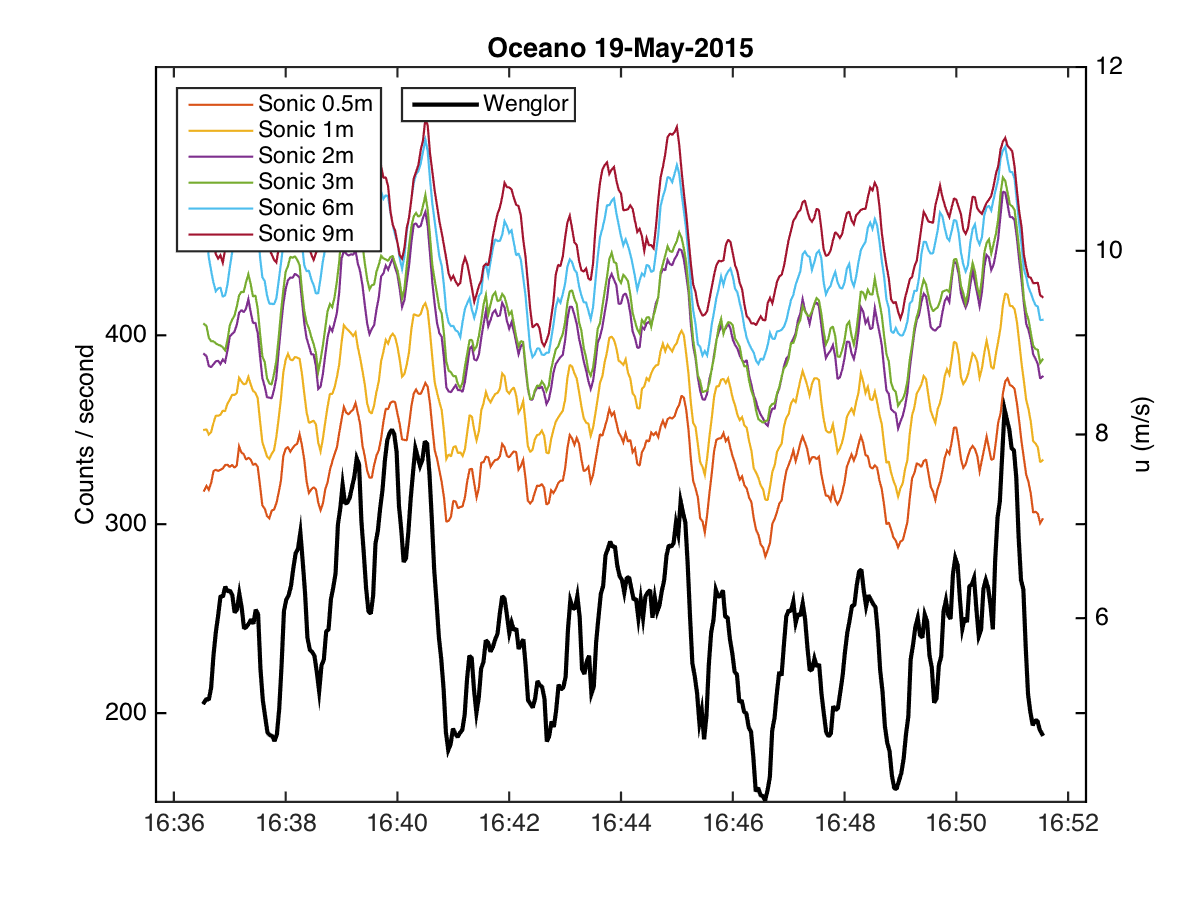 Oceano 19-May-2015
Sonic 0.5m
Sonic 1m
Sonic 2m
Sonic 3m
Sonic 6m
Sonic 9m
Wenglor
Counts / second
400
300
200
12
10
8
6
u (m/s)
16:36 16:38 16:40 16:42 16:44 16:46 16:48 16:50 16:52